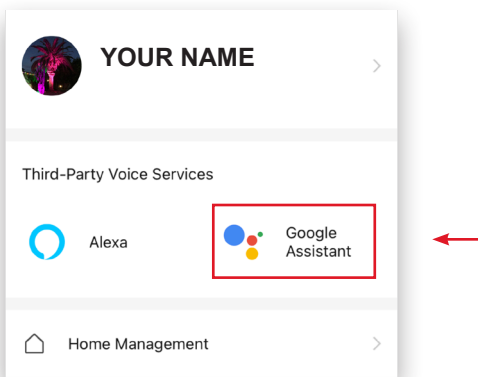 YOUR NAME
Third-Party Voice Services
Alexa
Google
Assistant
Home Management